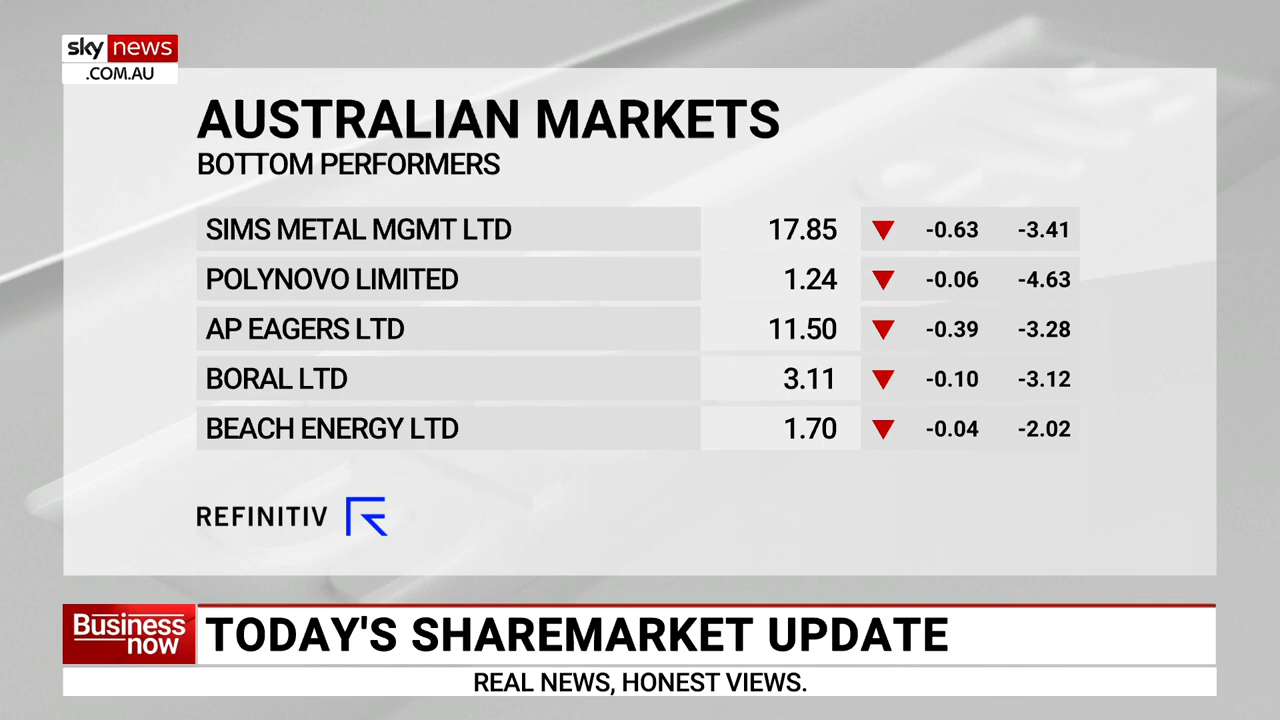 sky news
.COM.AU
AUSTRALIAN MARKETS
BOTTOM PERFORMERS
SIMS METAL MGMT LTD 17.85 -0.63 -3.41
POLYNOVO LIMITED 1.24 -0.06 -4.63
AP EAGERS LTD 11.50 -0.39 -3.28
BORAL LTD 3.11 -0.10 -3.12
BEACH ENERGY LTD 1.70 -0.04 -2.02
REFINITIV
Business now
TODAY'S SHAREMARKET UPDATE
REAL NEWS, HONEST VIEWS.